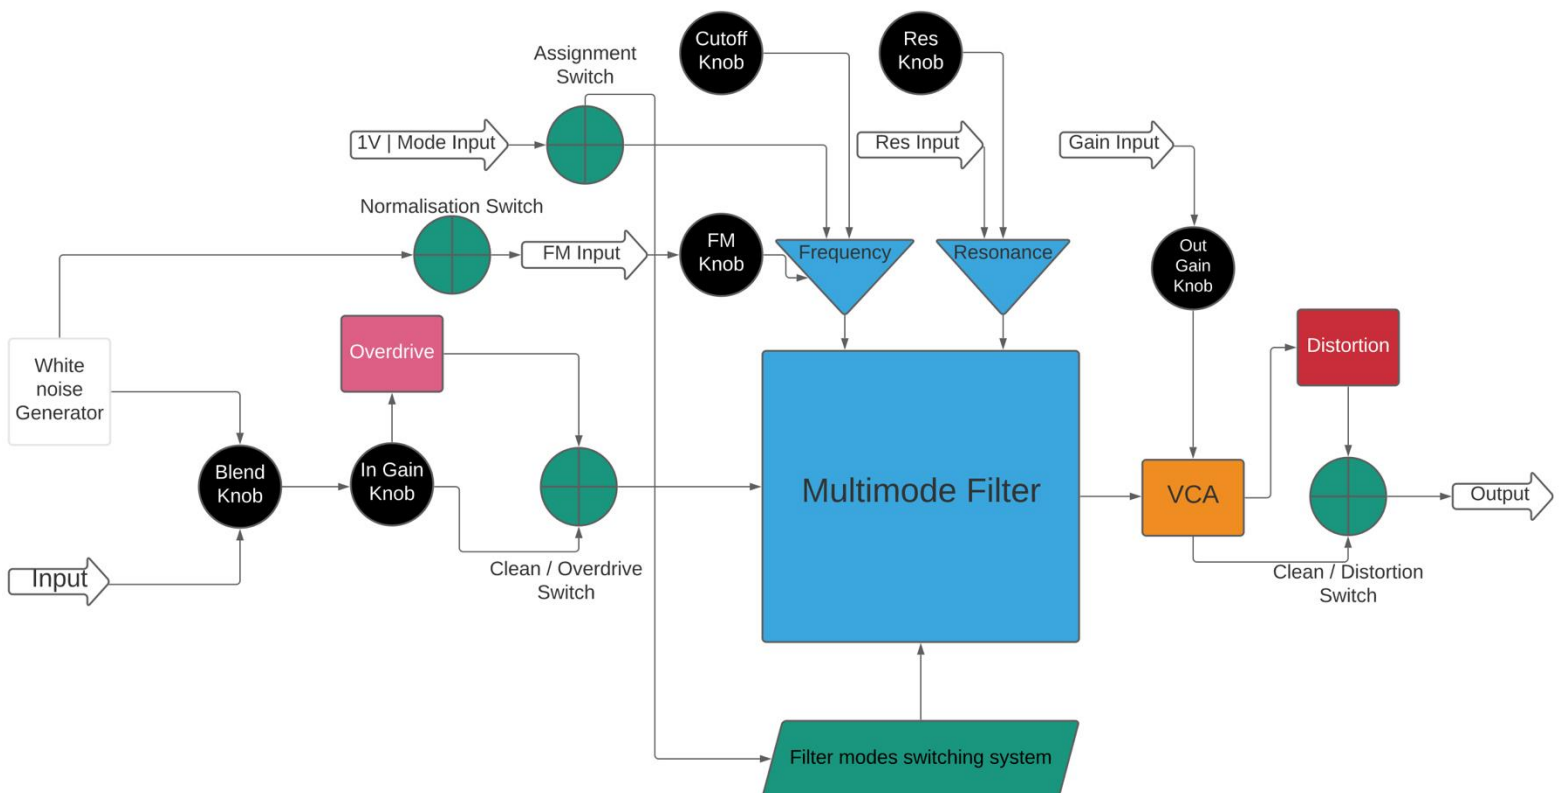 Cutoff
Knob
Res
Knob
Assignment
Switch
1V | Mode Input
Res Input
Gain Input
Normalisation Switch
FM Input
FM
Knob
Frequency
Resonance
Out
Gain
Knob
White
noise
Generator
Overdrive
Distortion
Blend
Knob
In Gain
Knob
Multimode Filter
VCA
Output
Input
Clean / Overdrive
Switch
Clean / Distortion
Switch
Filter modes switching system